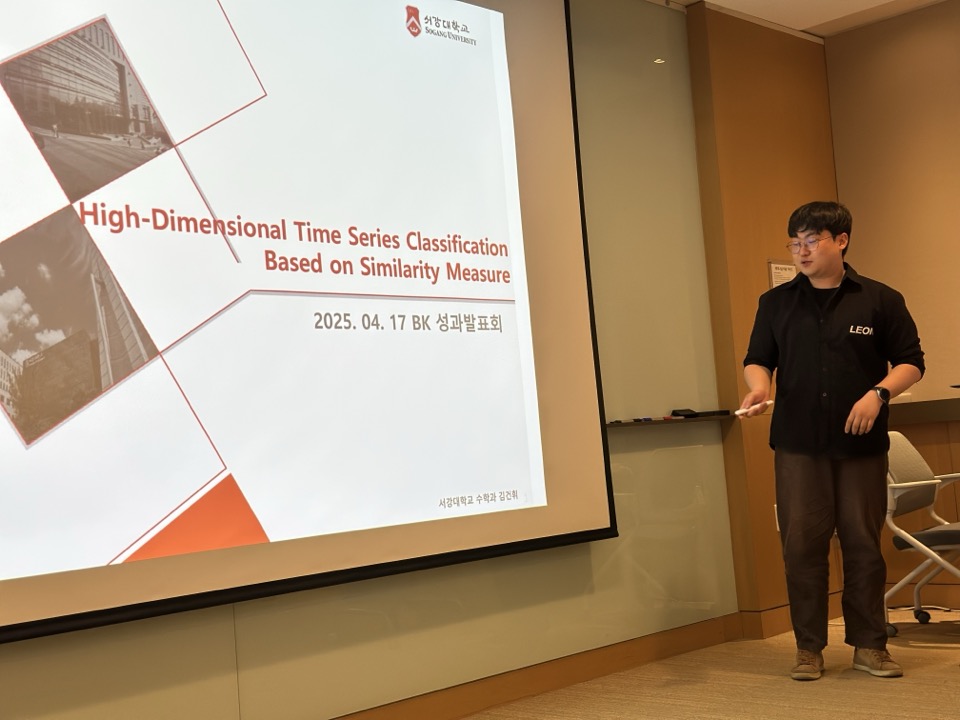 서강대학교
SOGANG UNIVERSITY
High-Dimensional Time Series Classification
Based on Similarity Measure
2025. 04. 17 BK 성과발표회
서강대학교 수학과 김건휘